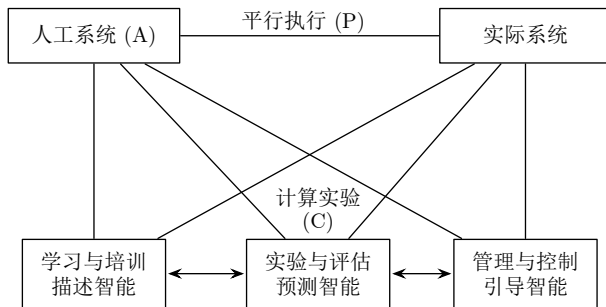 平行执行 (P)
人工系统 (A)
实际系统
计算实验
(C)
学习与培训
描述智能
实验与评估
预测智能
管理与控制
引导智能